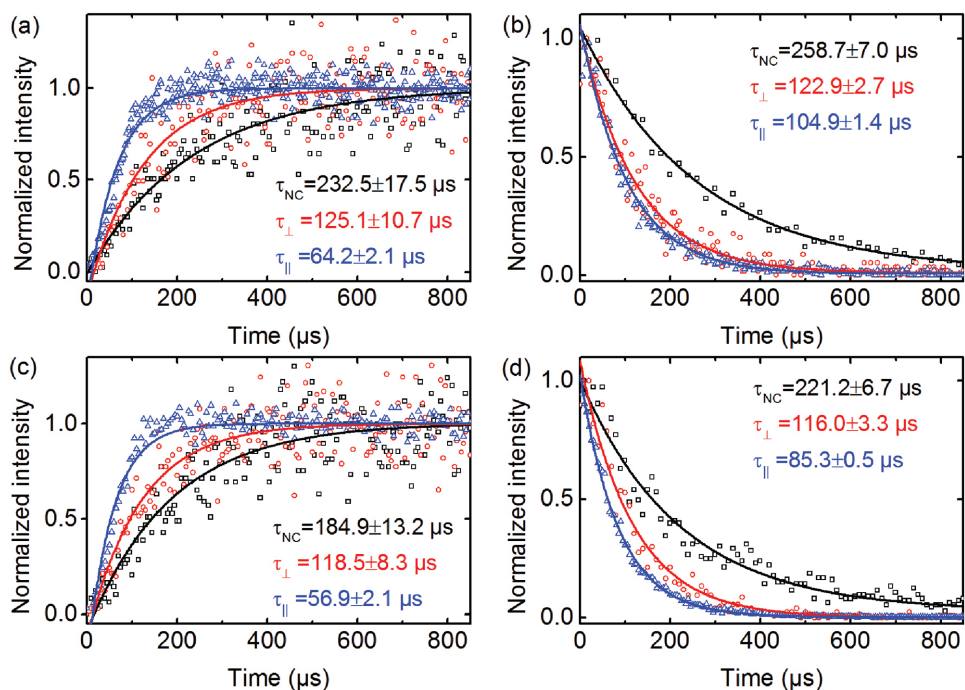 (a)
Normalized intensity
1.0
0.5
0.0
τNC=232.5±17.5 µs
τ⊥=125.1±10.7 µs
τ||=64.2±2.1 µs
0 200 400 600 800
Time (µs)
(b)
Normalized intensity
1.0
0.5
0.0
τNC=258.7±7.0 µs
τ⊥=122.9±2.7 µs
τ||=104.9±1.4 µs
0 200 400 600 800
Time (µs)
(c)
Normalized intensity
1.0
0.5
0.0
τNC=184.9±13.2 µs
τ⊥=118.5±8.3 µs
τ||=56.9±2.1 µs
0 200 400 600 800
Time (µs)
(d)
Normalized intensity
1.0
0.5
0.0
τNC=221.2±6.7 µs
τ⊥=116.0±3.3 µs
τ||=85.3±0.5 µs
0 200 400 600 800
Time (µs)